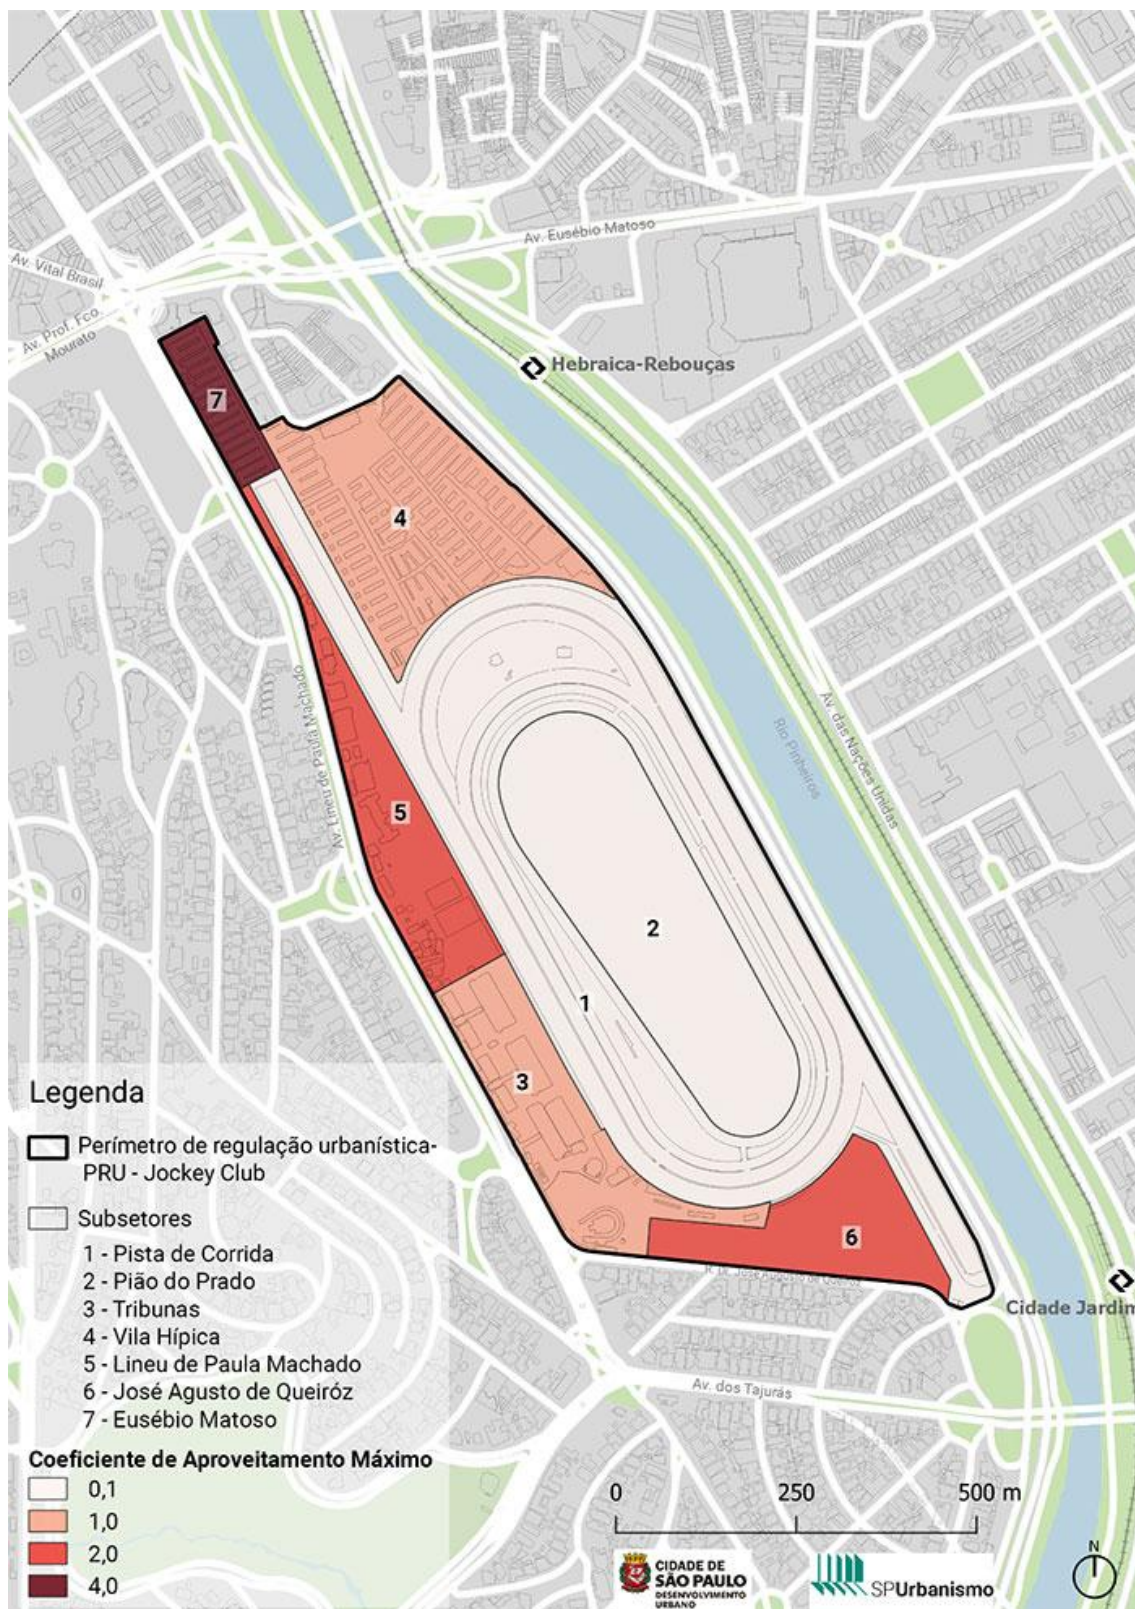 Av. Eusébio Matoso
Av. Vital Brasil
Av. Prof. Fco.
Mourato
Hebraica-Rebouças
7
4
Av. Lineu de Paula Machado
Rio Pinheiros
Av. das Nações Unidas
5
2
1
3
6
Cidade Jardim
Av. dos Tajurás
Legenda
Perímetro de regulação urbanística-
PRU - Jockey Club
Subsetores
1 - Pista de Corrida
2 - Pião do Prado
3 - Tribunas
4 - Vila Hípica
5 - Lineu de Paula Machado
6 - José Agusto de Queiróz
7 - Eusébio Matoso
Coeficiente de Aproveitamento Máximo
0,1
1,0
2,0
4,0
0 250 500 m
CIDADE DE
SÃO PAULO
DESENVOLVIMENTO
URBANO
SPUrbanismo
N